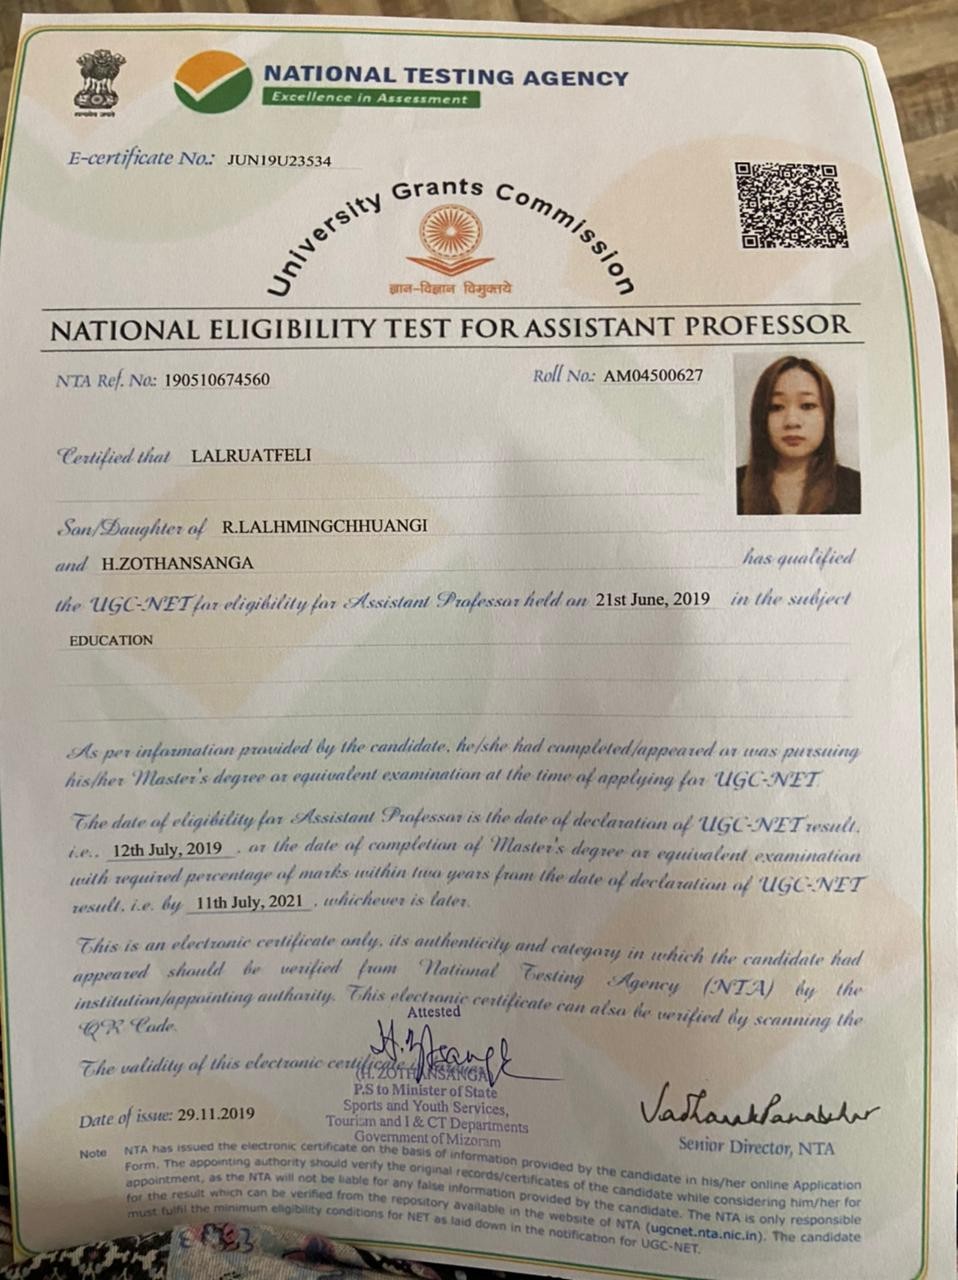 सत्यमेव जयते
NATIONAL TESTING AGENCY
Excellence in Assessment
E-certificate No.: JUN19U23534
University Grants Commission
ज्ञान-विज्ञान विमुक्तये
NATIONAL ELIGIBILITY TEST FOR ASSISTANT PROFESSOR
NTA Ref. No: 190510674560 Roll No.: AM04500627
Certified that LALRUATFELI
Son/Daughter of R.LALHMINGCHHUANGI
and H.ZOTHANSANGA has qualified
the UGC-NET for eligibility for Assistant Professor held on 21st June, 2019 in the subject
EDUCATION
As per information provided by the candidate, he/she had completed/appeared or was pursuing
his/her Master's degree or equivalent examination at the time of applying for UGC-NET.
The date of eligibility for Assistant Professor is the date of declaration of UGC-NET result,
i.e., 12th July, 2019 , or the date of completion of Master's degree or equivalent examination
with required percentage of marks within two years from the date of declaration of UGC-NET
result, i.e. by 11th July, 2021 , whichever is later.
This is an electronic certificate only, its authenticity and category in which the candidate had
appeared should be verified from National Testing Agency (NTA) by the
institution/appointing authority. This electronic certificate can also be verified by scanning the
QR Code.
Attested
The validity of this electronic certificate
(H. ZOTHANSANGA)
P.S to Minister of State
Sports and Youth Services,
Tourism and I & CT Departments
Government of Mizoram
Date of issue: 29.11.2019
Senior Director, NTA
Note NTA has issued the electronic certificate on the basis of information provided by the candidate in his/her online Application
Form. The appointing authority should verify the original records/certificates of the candidate while considering him/her for
appointment, as the NTA will not be liable for any false information provided by the candidate. The NTA is only responsible
for the result which can be verified from the repository available in the website of NTA (ugcnet.nta.nic.in). The candidate
must fulfil the minimum eligibility conditions for NET as laid down in the notification for UGC-NET.